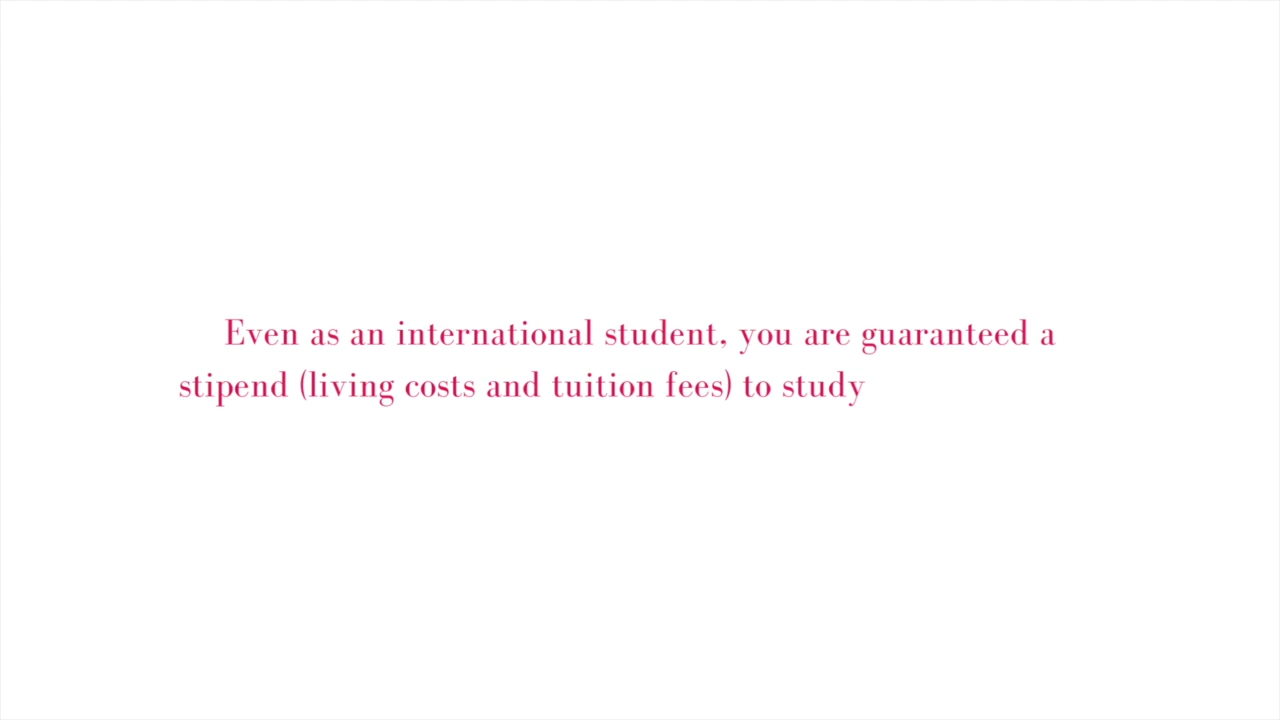 Even as an international student, you are guaranteed a
stipend (living costs and tuition fees) to study